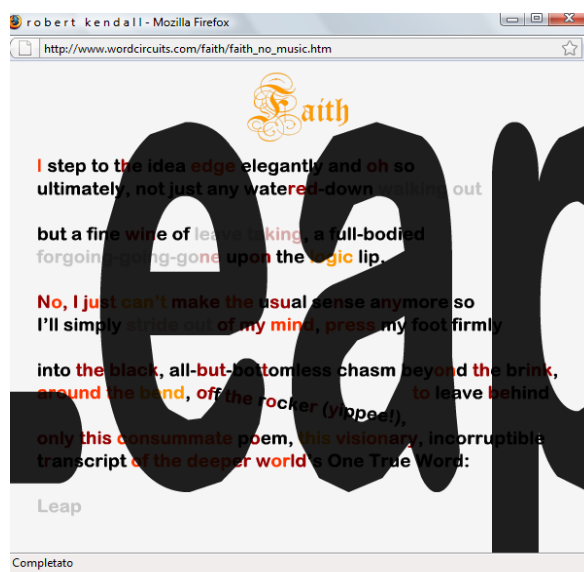 robert kendall - Mozilla Firefox
http://www.wordcircuits.com/faith/faith_no_music.htm
Faith
I step to the idea edge elegantly and oh so
ultimately, not just any watered-down walking out
but a fine wine of leave taking, a full-bodied
forgoing-going-gone upon the logic lip.
No, I just can't make the usual sense anymore so
I'll simply stride out of my mind, press my foot firmly
into the black, all-but-bottomless chasm beyond the brink,
around the bend, off the rocker (yippee!), to leave behind
only this consummate poem, this visionary, incorruptible
transcript of the deeper world's One True Word:
Leap
Leap
Completato